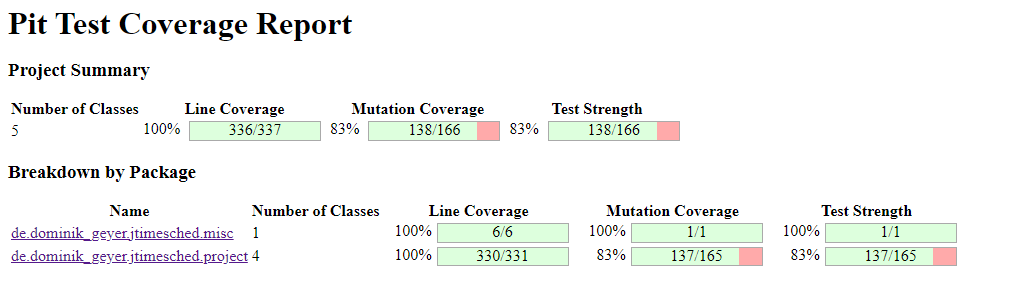 Pit Test Coverage Report
Project Summary
Number of Classes Line Coverage Mutation Coverage Test Strength
5 100% 336/337 83% 138/166 83% 138/166
Breakdown by Package
Name Number of Classes Line Coverage Mutation Coverage Test Strength
de.dominik_geyer.jtimesched.misc 1 100% 6/6 100% 1/1 100% 1/1
de.dominik_geyer.jtimesched.project 4 100% 330/331 83% 137/165 83% 137/165